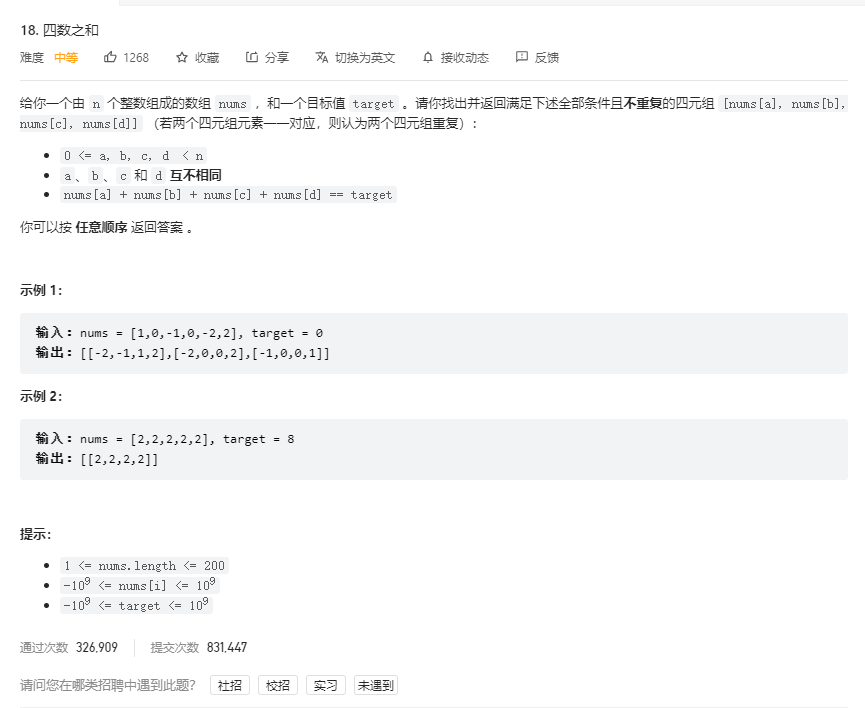 18. 四数之和
难度 中等 1268 收藏 分享 切换为英文 接收动态 反馈
给你一个由 n 个整数组成的数组 nums ，和一个目标值 target 。请你找出并返回满足下述全部条件且不重复的四元组 [nums[a], nums[b],
nums[c], nums[d]] （若两个四元组元素一一对应，则认为两个四元组重复）：
0 <= a, b, c, d < n
a、b、c 和 d 互不相同
nums[a] + nums[b] + nums[c] + nums[d] == target
你可以按 任意顺序 返回答案 。
示例 1：
输入：nums = [1,0,-1,0,-2,2], target = 0
输出：[[-2,-1,1,2],[-2,0,0,2],[-1,0,0,1]]
示例 2：
输入：nums = [2,2,2,2,2], target = 8
输出：[[2,2,2,2]]
提示：
1 <= nums.length <= 200
-10⁹ <= nums[i] <= 10⁹
-10⁹ <= target <= 10⁹
通过次数 326,909 提交次数 831,447
请问您在哪类招聘中遇到此题？ 社招 校招 实习 未遇到